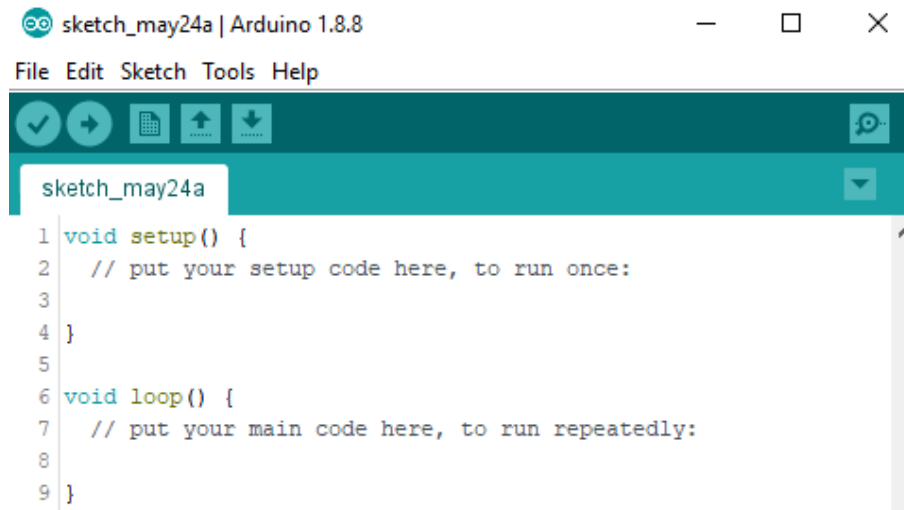 sketch_may24a | Arduino 1.8.8
File Edit Sketch Tools Help
sketch_may24a
1 void setup() {
2   // put your setup code here, to run once:
3
4 }
5
6 void loop() {
7   // put your main code here, to run repeatedly:
8
9 }